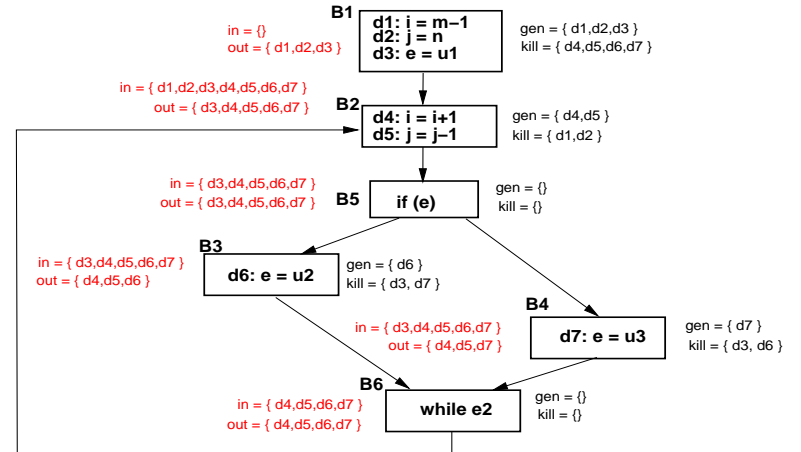 B1
d1: i = m−1
d2: j = n
d3: e = u1
in = {}
out = { d1,d2,d3 }
gen = { d1,d2,d3 }
kill = { d4,d5,d6,d7 }
in = { d1,d2,d3,d4,d5,d6,d7 }
out = { d3,d4,d5,d6,d7 }
B2
d4: i = i+1
d5: j = j−1
gen = { d4,d5 }
kill = { d1,d2 }
in = { d3,d4,d5,d6,d7 }
out = { d3,d4,d5,d6,d7 }
B5
if (e)
gen = {}
kill = {}
B3
in = { d3,d4,d5,d6,d7 }
out = { d4,d5,d6 }
d6: e = u2
gen = { d6 }
kill = { d3, d7 }
B4
in = { d3,d4,d5,d6,d7 }
out = { d4,d5,d7 }
d7: e = u3
gen = { d7 }
kill = { d3, d6 }
B6
in = { d4,d5,d6,d7 }
out = { d4,d5,d6,d7 }
while e2
gen = {}
kill = {}